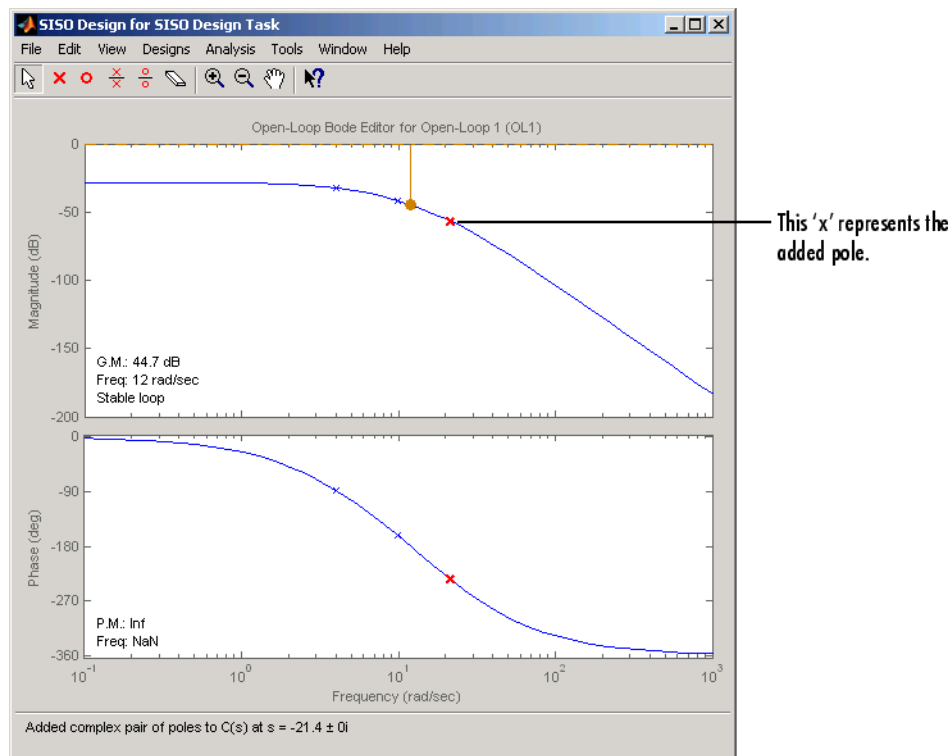 SISO Design for SISO Design Task
File Edit View Designs Analysis Tools Window Help
Open-Loop Bode Editor for Open-Loop 1 (OL1)
0
-50
-100
-150
-200
Magnitude (dB)
G.M.: 44.7 dB
Freq: 12 rad/sec
Stable loop
This 'x' represents the
added pole.
0
-90
-180
-270
-360
Phase (deg)
P.M.: Inf
Freq: NaN
10^-1 10^0 10^1 10^2 10^3
Frequency (rad/sec)
Added complex pair of poles to C(s) at s = -21.4 ± 0i